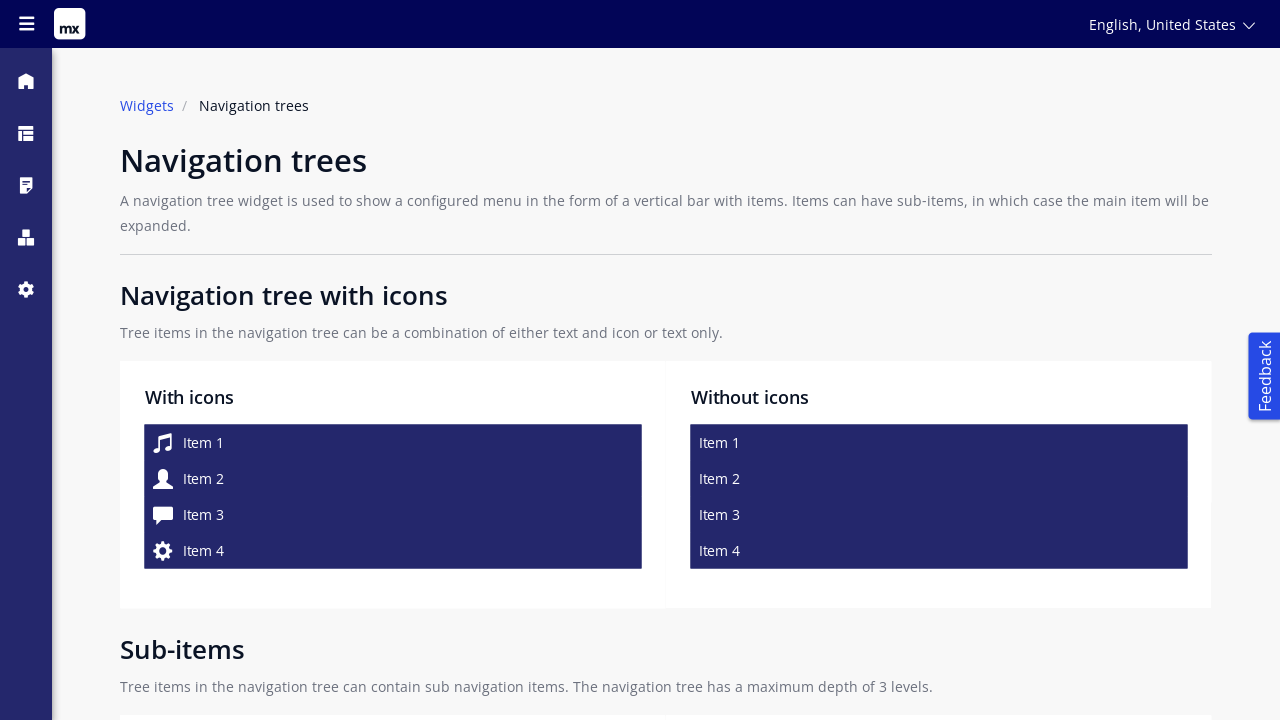 mx
English, United States
Widgets / Navigation trees
Navigation trees
A navigation tree widget is used to show a configured menu in the form of a vertical bar with items. Items can have sub-items, in which case the main item will be
expanded.
Navigation tree with icons
Tree items in the navigation tree can be a combination of either text and icon or text only.
With icons
Item 1
Item 2
Item 3
Item 4
Without icons
Item 1
Item 2
Item 3
Item 4
Feedback
Sub-items
Tree items in the navigation tree can contain sub navigation items. The navigation tree has a maximum depth of 3 levels.